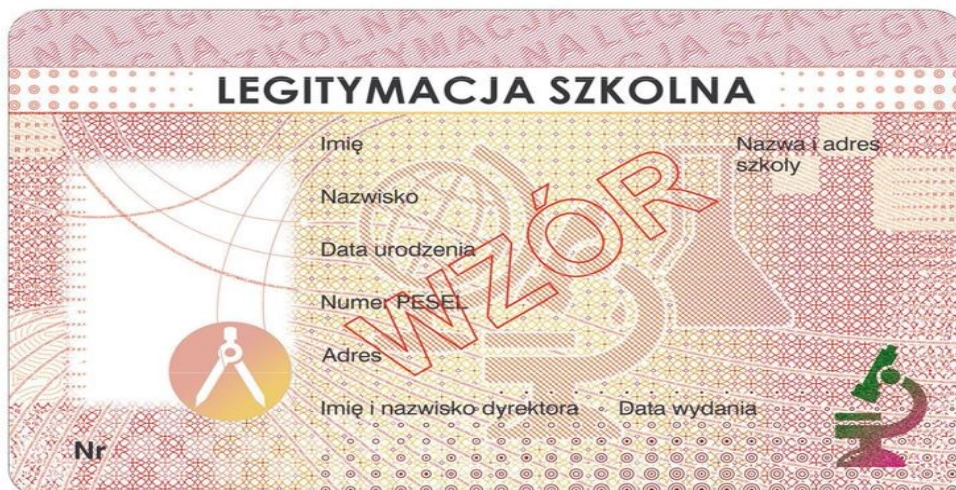 LEGITYMACJA SZKOLNA
Imię
Nazwa i adres
szkoły
Nazwisko
Data urodzenia
Numer PESEL
Adres
Imię i nazwisko dyrektora
Data wydania
Nr
WZÓR